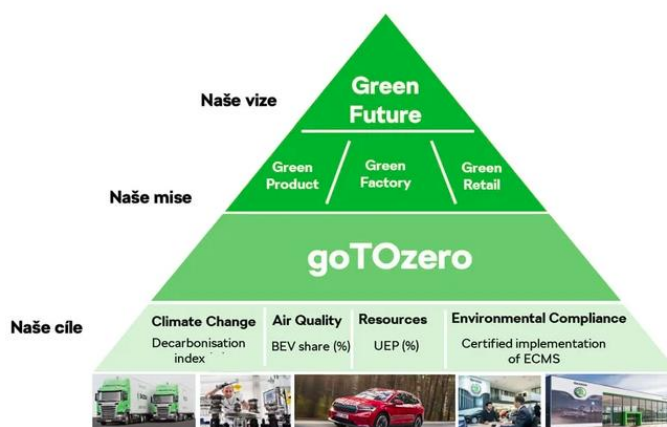 Green
Future
Naše vize
Green
Product
Green
Factory
Green
Retail
Naše mise
goTOzero
Naše cíle
Climate Change
Decarbonisation
index
Air Quality
BEV share (%)
Resources
UEP (%)
Environmental Compliance
Certified implementation
of ECMS